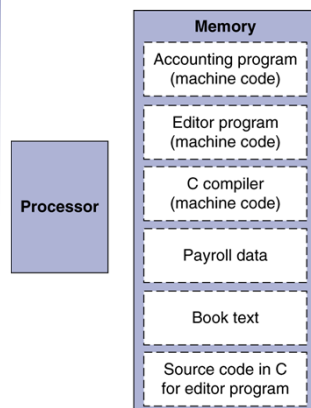 Memory
Accounting program
(machine code)
Editor program
(machine code)
C compiler
(machine code)
Processor
Payroll data
Book text
Source code in C
for editor program